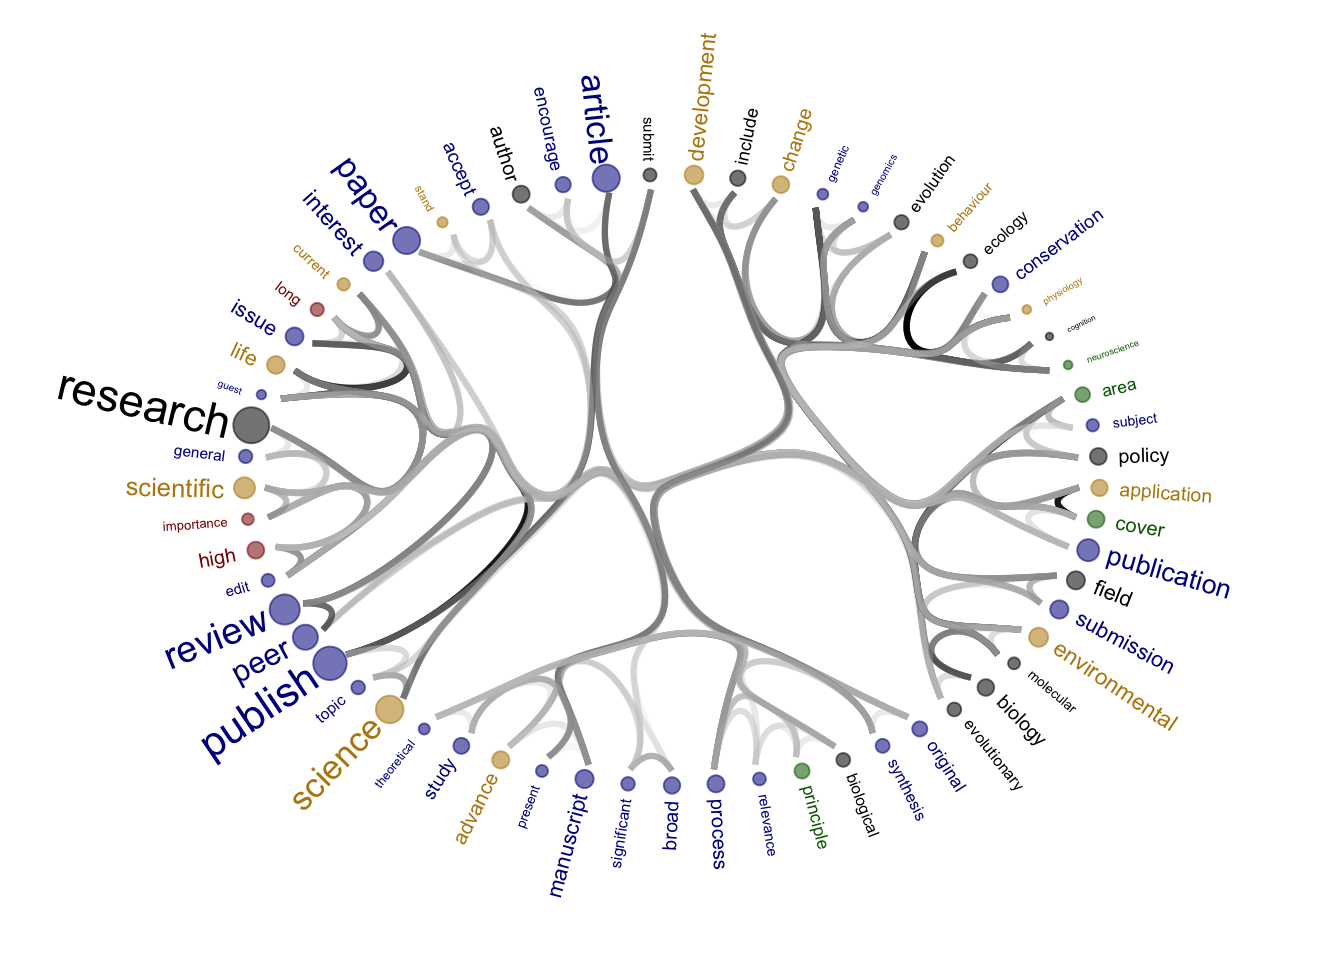 development
include
change
genetic
genomics
evolution
behaviour
ecology
conservation
physiology
cognition
neuroscience
area
subject
policy
application
cover
publication
field
submission
environmental
molecular
biology
evolutionary
original
synthesis
biological
principle
relevance
process
broad
significant
manuscript
present
advance
study
theoretical
science
topic
publish
peer
review
edit
high
importance
scientific
general
research
guest
life
issue
long
current
interest
paper
stand
accept
author
encourage
article
submit